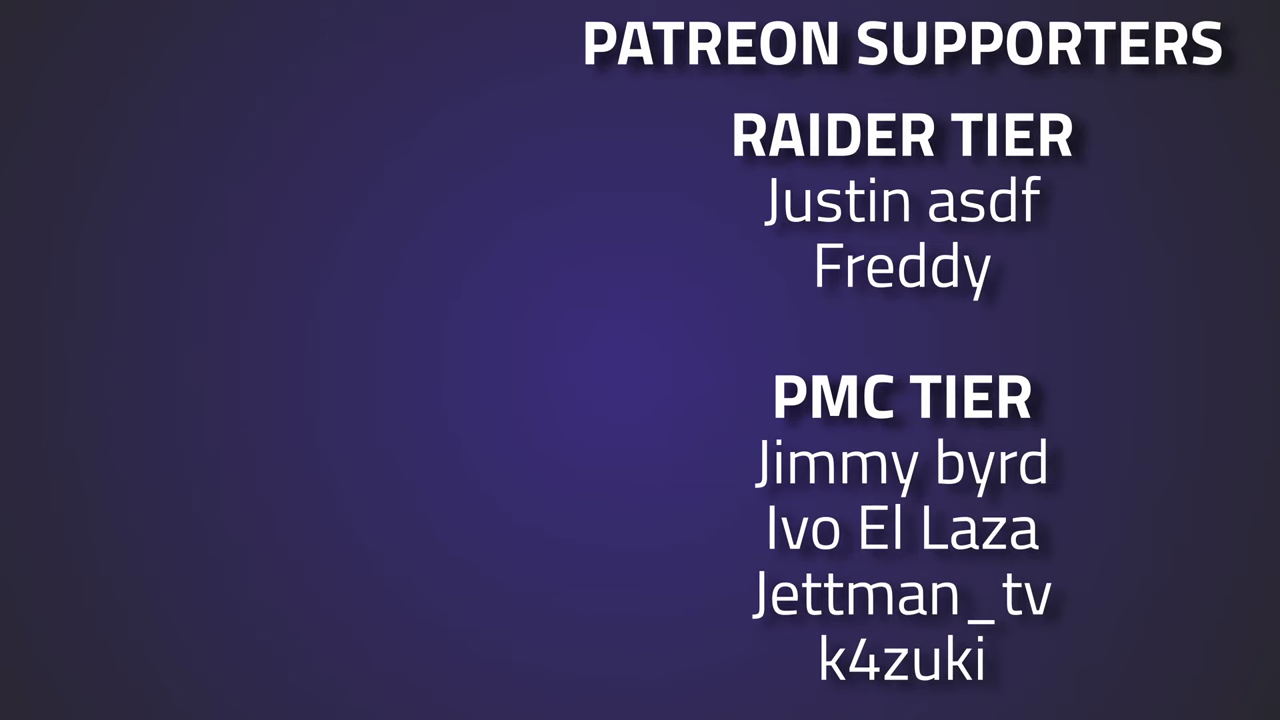 PATREON SUPPORTERS
RAIDER TIER
Justin asdf
Freddy
PMC TIER
Jimmy byrd
Ivo El Laza
Jettman_tv
k4zuki